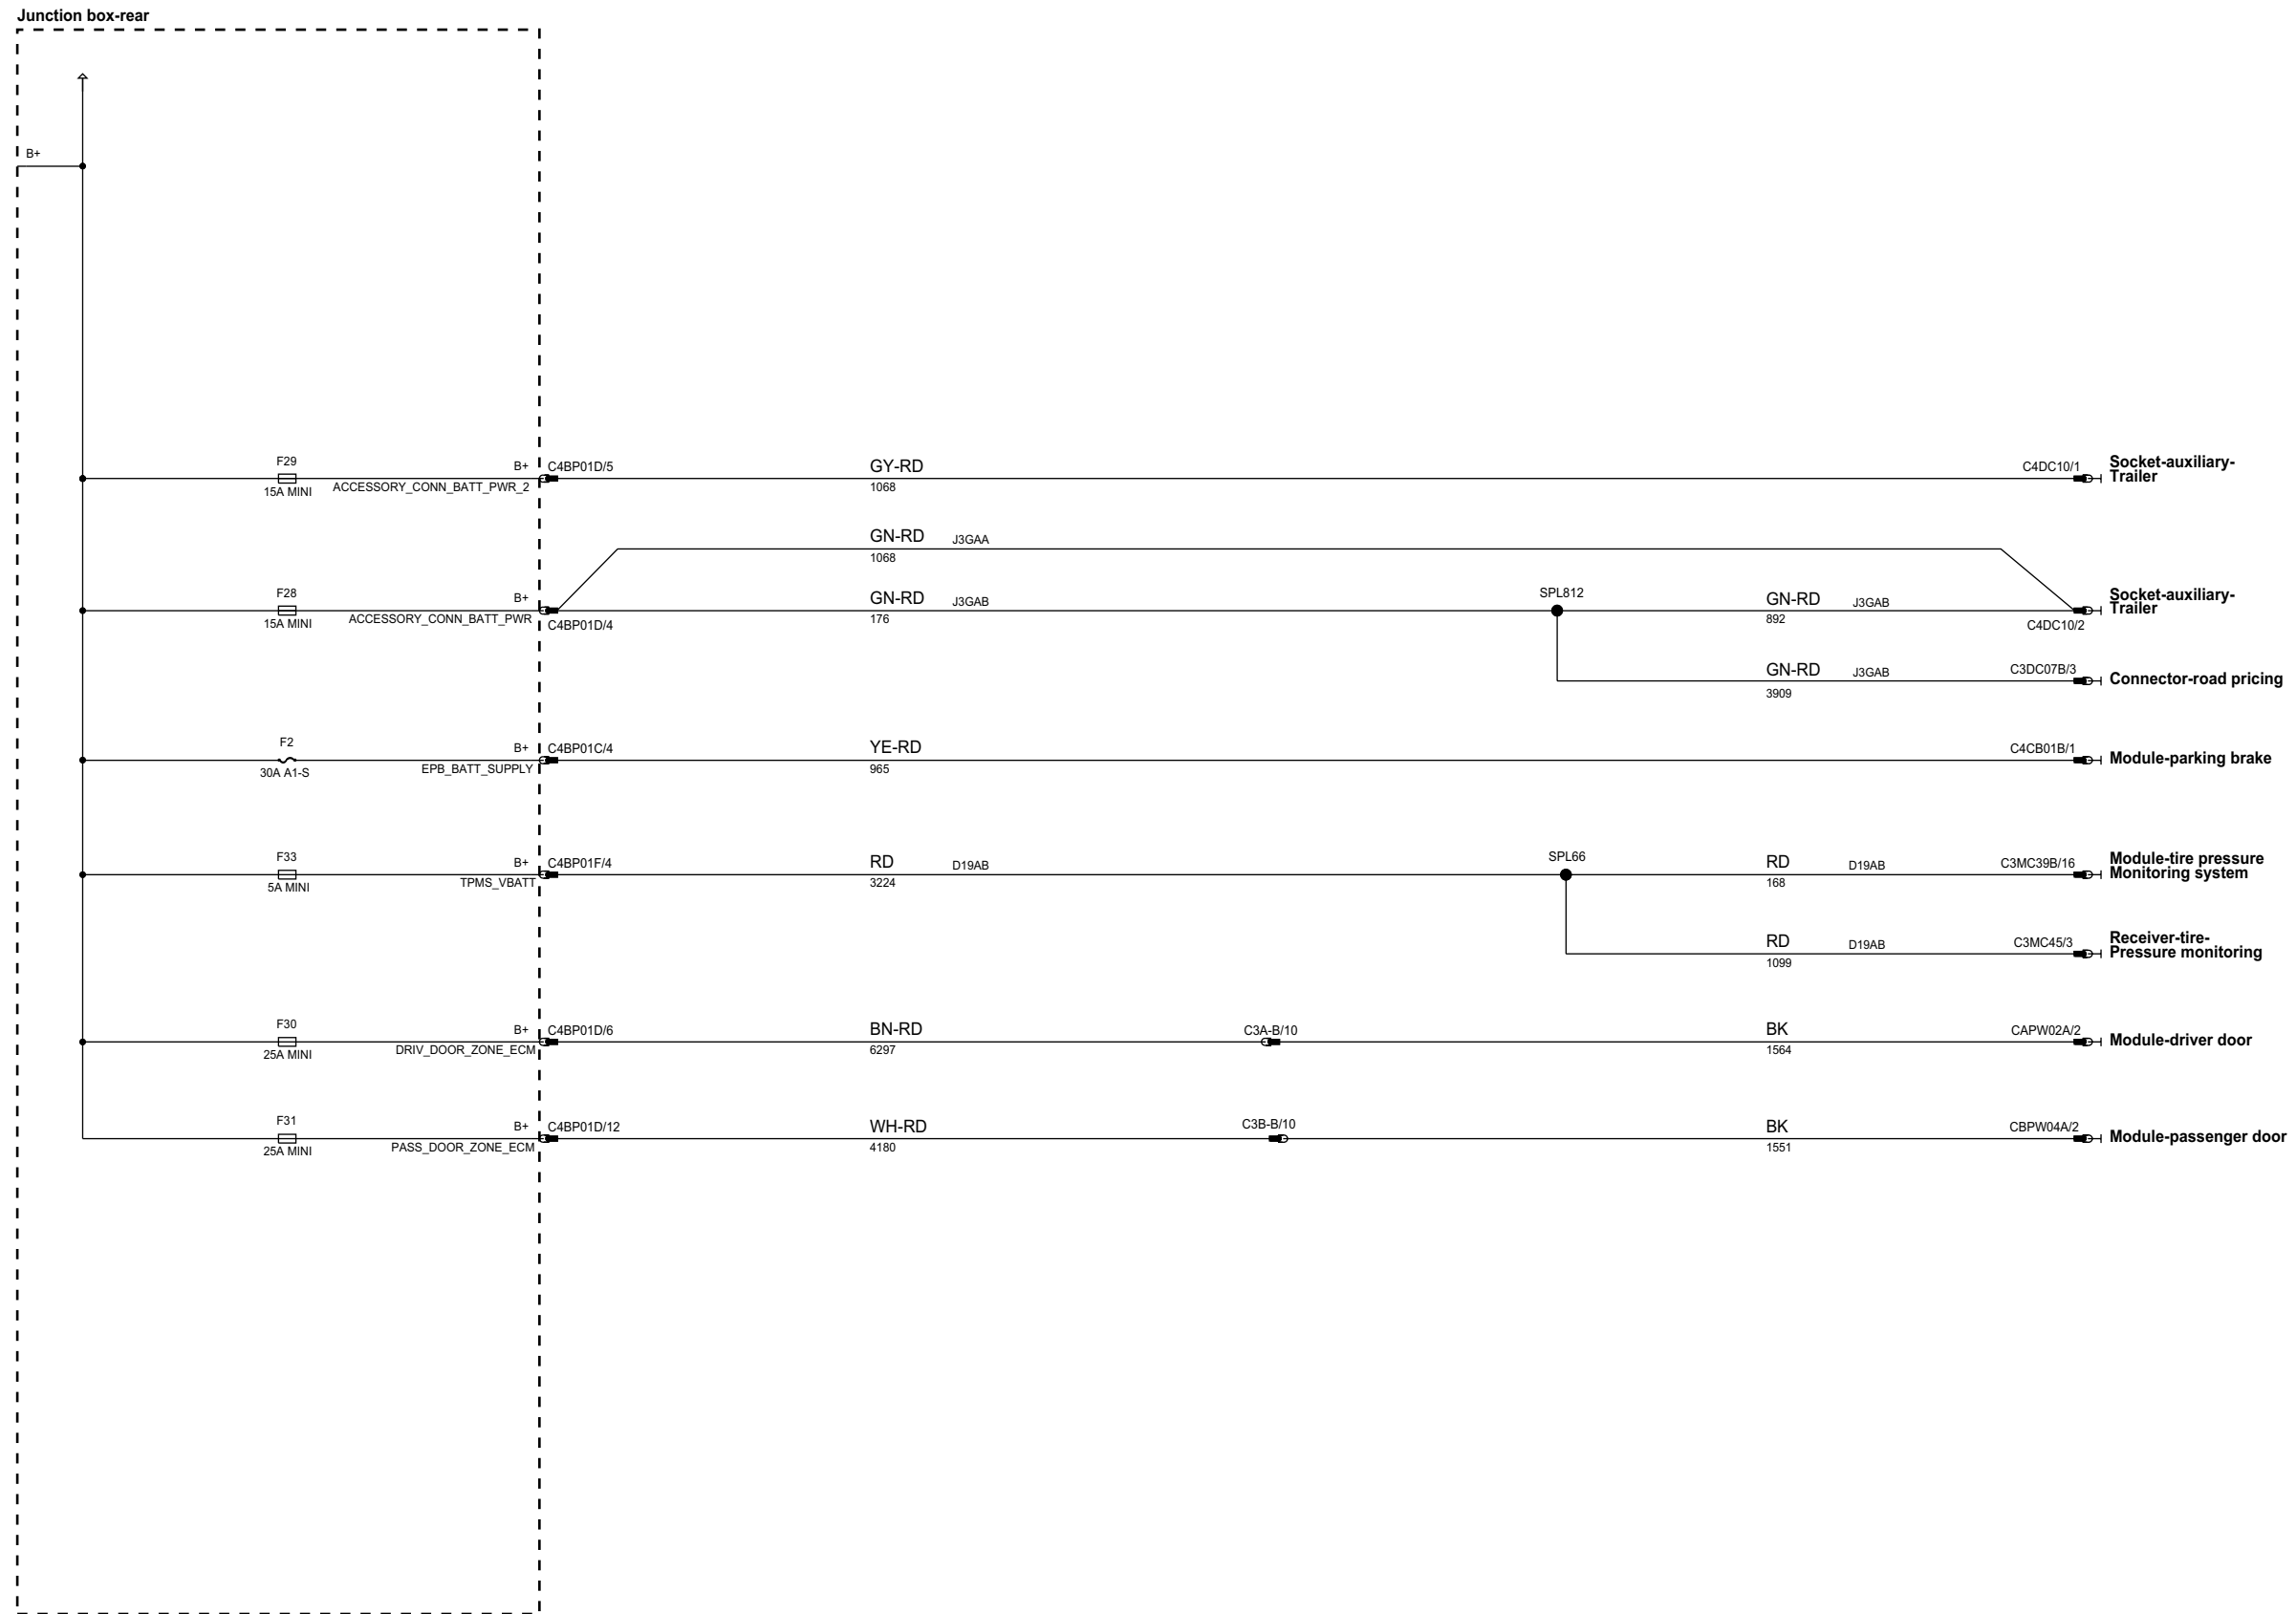 Junction box-rear
B+
F29
15A MINI
B+
ACCESSORY_CONN_BATT_PWR_2
C4BP01D/5
GY-RD
1068
C4DC10/1
Socket-auxiliary-
Trailer
GN-RD J3GAA
1068
F28
15A MINI
B+
ACCESSORY_CONN_BATT_PWR
C4BP01D/4
GN-RD J3GAB
176
SPL812
GN-RD J3GAB
892
C4DC10/2
Socket-auxiliary-
Trailer
GN-RD J3GAB
3909
C3DC07B/3
Connector-road pricing
F2
30A A1-S
B+
EPB_BATT_SUPPLY
C4BP01C/4
YE-RD
965
C4CB01B/1
Module-parking brake
F33
5A MINI
B+
TPMS_VBATT
C4BP01F/4
RD D19AB
3224
SPL66
RD D19AB
168
C3MC39B/16
Module-tire pressure
Monitoring system
RD D19AB
1099
C3MC45/3
Receiver-tire-
Pressure monitoring
F30
25A MINI
B+
DRIV_DOOR_ZONE_ECM
C4BP01D/6
BN-RD
6297
C3A-B/10
BK
1564
CAPW02A/2
Module-driver door
F31
25A MINI
B+
PASS_DOOR_ZONE_ECM
C4BP01D/12
WH-RD
4180
C3B-B/10
BK
1551
CBPW04A/2
Module-passenger door